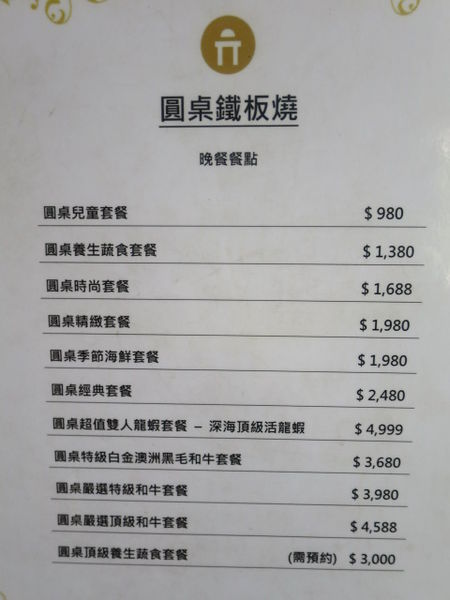 圓桌鐵板燒
晚餐餐點
圓桌兒童套餐 $ 980
圓桌養生蔬食套餐 $ 1,380
圓桌時尚套餐 $ 1,688
圓桌精緻套餐 $ 1,980
圓桌季節海鮮套餐 $ 1,980
圓桌經典套餐 $ 2,480
圓桌超值雙人龍蝦套餐 – 深海頂級活龍蝦 $ 4,999
圓桌特級白金澳洲黑毛和牛套餐 $ 3,680
圓桌嚴選特級和牛套餐 $ 3,980
圓桌嚴選頂級和牛套餐 $ 4,588
圓桌頂級養生蔬食套餐 (需預約) $ 3,000